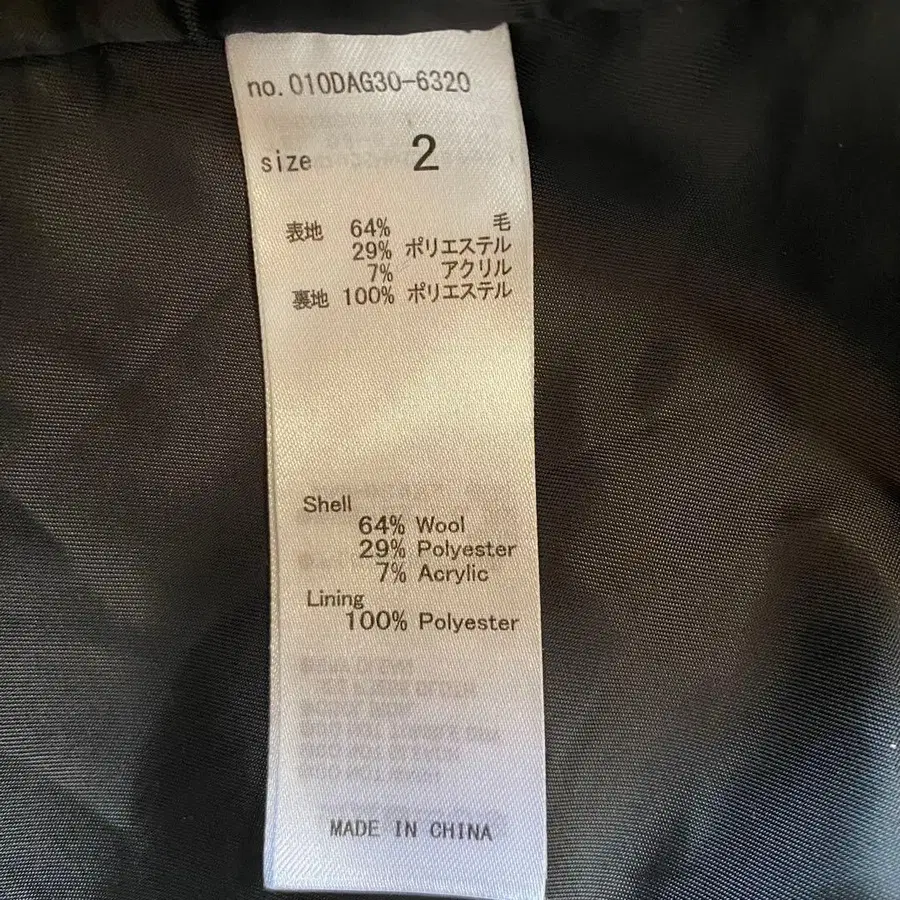 no.010DAG30-6320
size 2
表地 64% 毛
29% ポリエステル
7% アクリル
裏地 100% ポリエステル
Shell
64% Wool
29% Polyester
7% Acrylic
Lining
100% Polyester
MADE IN CHINA